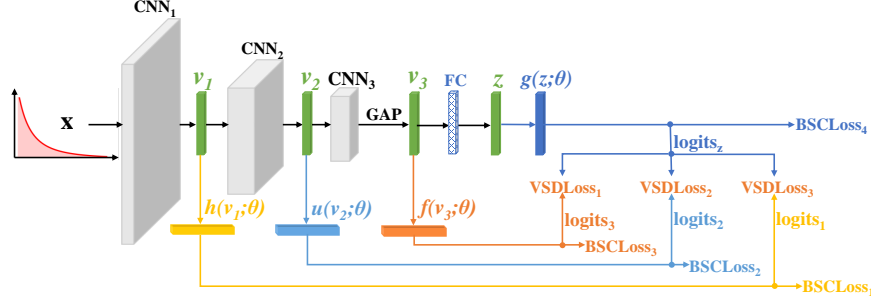 CNN₁
CNN₂
CNN₃
v₁
v₂
v₃
FC
z
g(z;θ)
x
GAP
BSCLoss₄
logits_z
VSDLoss₁
VSDLoss₂
VSDLoss₃
h(v₁;θ)
u(v₂;θ)
f(v₃;θ)
logits₃
logits₂
logits₁
BSCLoss₃
BSCLoss₂
BSCLoss₁